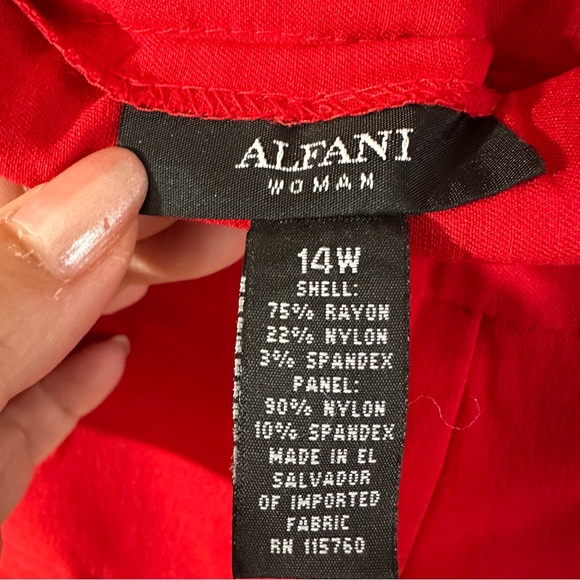 ALFANI
WOMAN
14W
SHELL:
75% RAYON
22% NYLON
3% SPANDEX
PANEL:
90% NYLON
10% SPANDEX
MADE IN EL
SALVADOR
OF IMPORTED
FABRIC
RN 115760